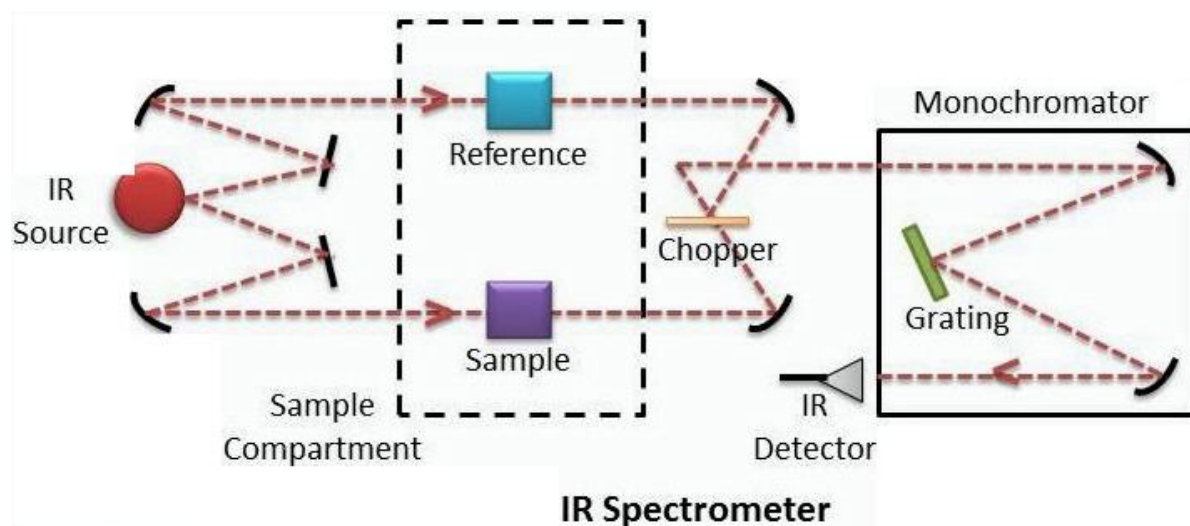 Monochromator
Reference
IR
Source
Chopper
Grating
Sample
IR
Detector
Sample
Compartment
IR Spectrometer